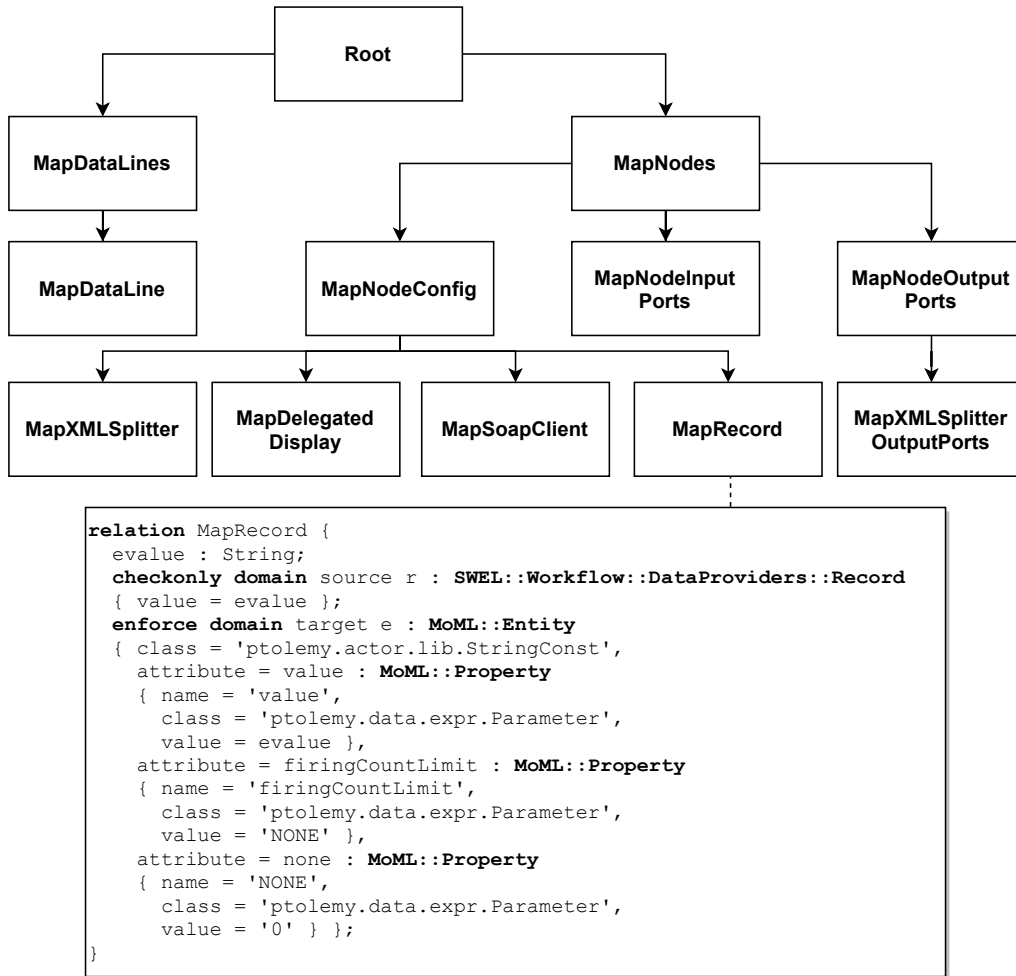 Root
MapDataLines
MapNodes
MapDataLine
MapNodeConfig
MapNodeInput
Ports
MapNodeOutput
Ports
MapXMLSplitter
MapDelegated
Display
MapSoapClient
MapRecord
MapXMLSplitter
OutputPorts
relation MapRecord {
  evalue : String;
  checkonly domain source r : SWEL::Workflow::DataProviders::Record
  { value = evalue };
  enforce domain target e : MoML::Entity
  { class = 'ptolemy.actor.lib.StringConst',
    attribute = value : MoML::Property
    { name = 'value',
      class = 'ptolemy.data.expr.Parameter',
      value = evalue },
    attribute = firingCountLimit : MoML::Property
    { name = 'firingCountLimit',
      class = 'ptolemy.data.expr.Parameter',
      value = 'NONE' },
    attribute = none : MoML::Property
    { name = 'NONE',
      class = 'ptolemy.data.expr.Parameter',
      value = '0' } };
}